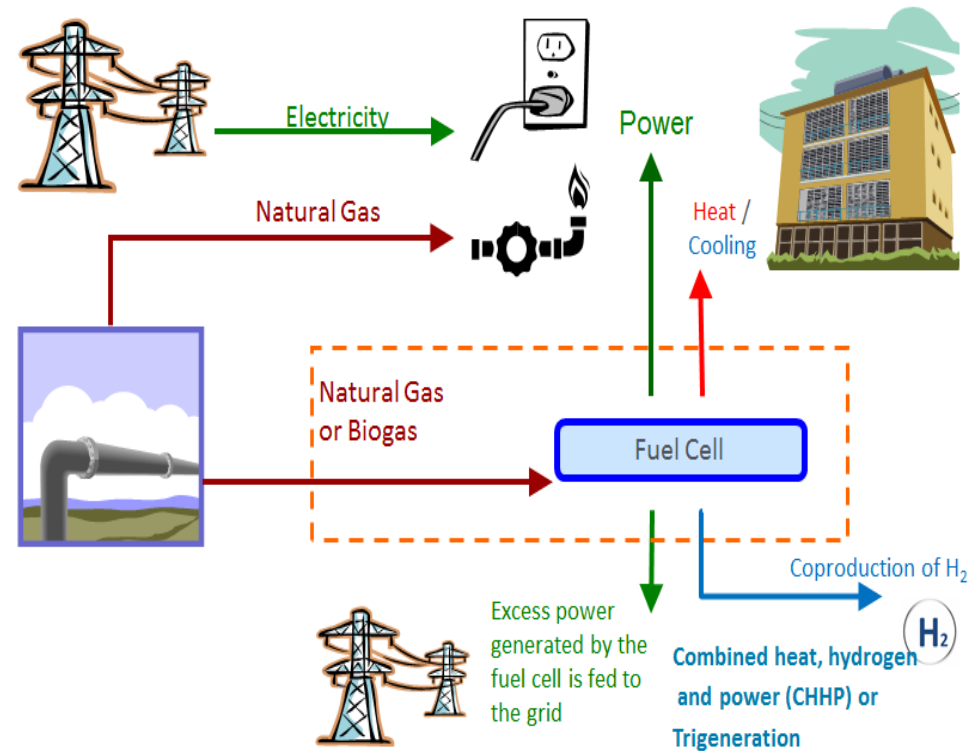 Electricity
Power
Natural Gas
Heat /
Cooling
Natural Gas
or Biogas
Fuel Cell
Coproduction of H₂
H₂
Excess power
generated by the
fuel cell is fed to
the grid
Combined heat, hydrogen
and power (CHHP) or
Trigeneration